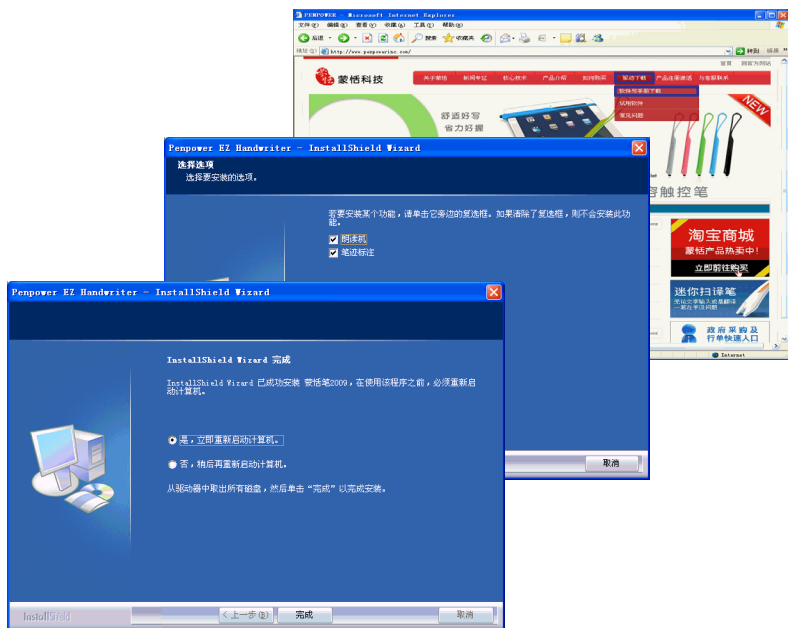 PENPOWER - Microsoft Internet Explorer
文件(F) 编辑(E) 查看(V) 收藏(A) 工具(T) 帮助(H)
后退 搜索 收藏夹
http://www.penpowerinc.com/ 转到 链接
蒙恬科技
关于蒙恬 新闻专区 核心技术 产品介绍 如何购买 驱动下载 产品注册激活 与客服联系
试用软件
常见问题
舒适好写
省力好握
NEW
容触控笔
淘宝商城
蒙恬产品热卖中!
立即前往购买
迷你扫译笔
政府采购及
行单快速入口
Internet
Penpower EZ Handwriter - InstallShield Wizard
选择选项
选择要安装的选项。
若要安装某个功能，请单击它旁边的复选框。如果清除了复选框，则不会安装此功
能。
朗读机
笔迹标注
取消
Penpower EZ Handwriter - InstallShield Wizard
InstallShield Wizard 完成
InstallShield Wizard 已成功安装 蒙恬笔2009，在使用该程序之前，必须重新启
动计算机。
是，立即重新启动计算机。
否，稍后再重新启动计算机。
从驱动器中取出所有磁盘，然后单击“完成”以完成安装。
InstallShield
< 上一步(B) 完成 取消